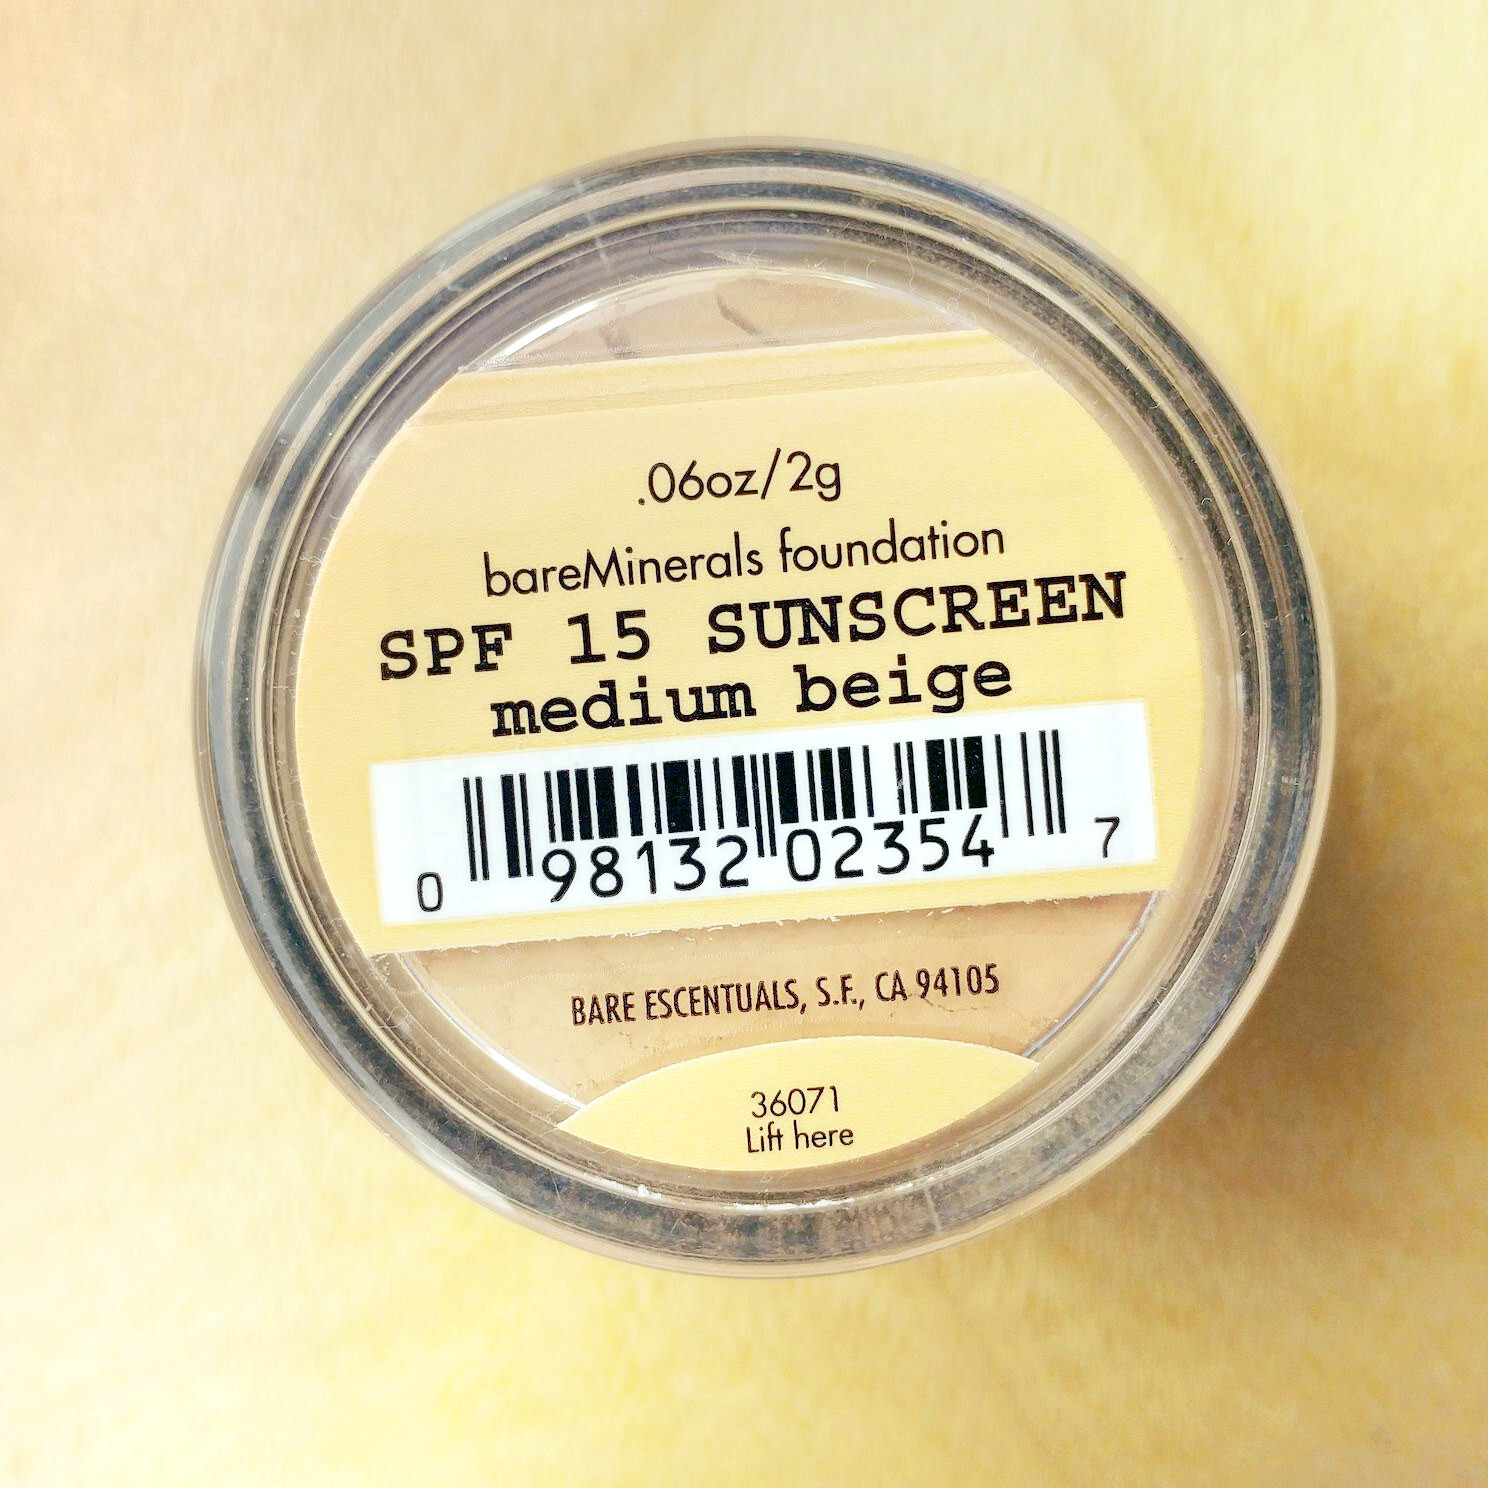 .06oz/2g
bareMinerals foundation
SPF 15 SUNSCREEN
medium beige
0 98132 02354 7
BARE ESCENTUALS, S.F., CA 94105
36071
Lift here